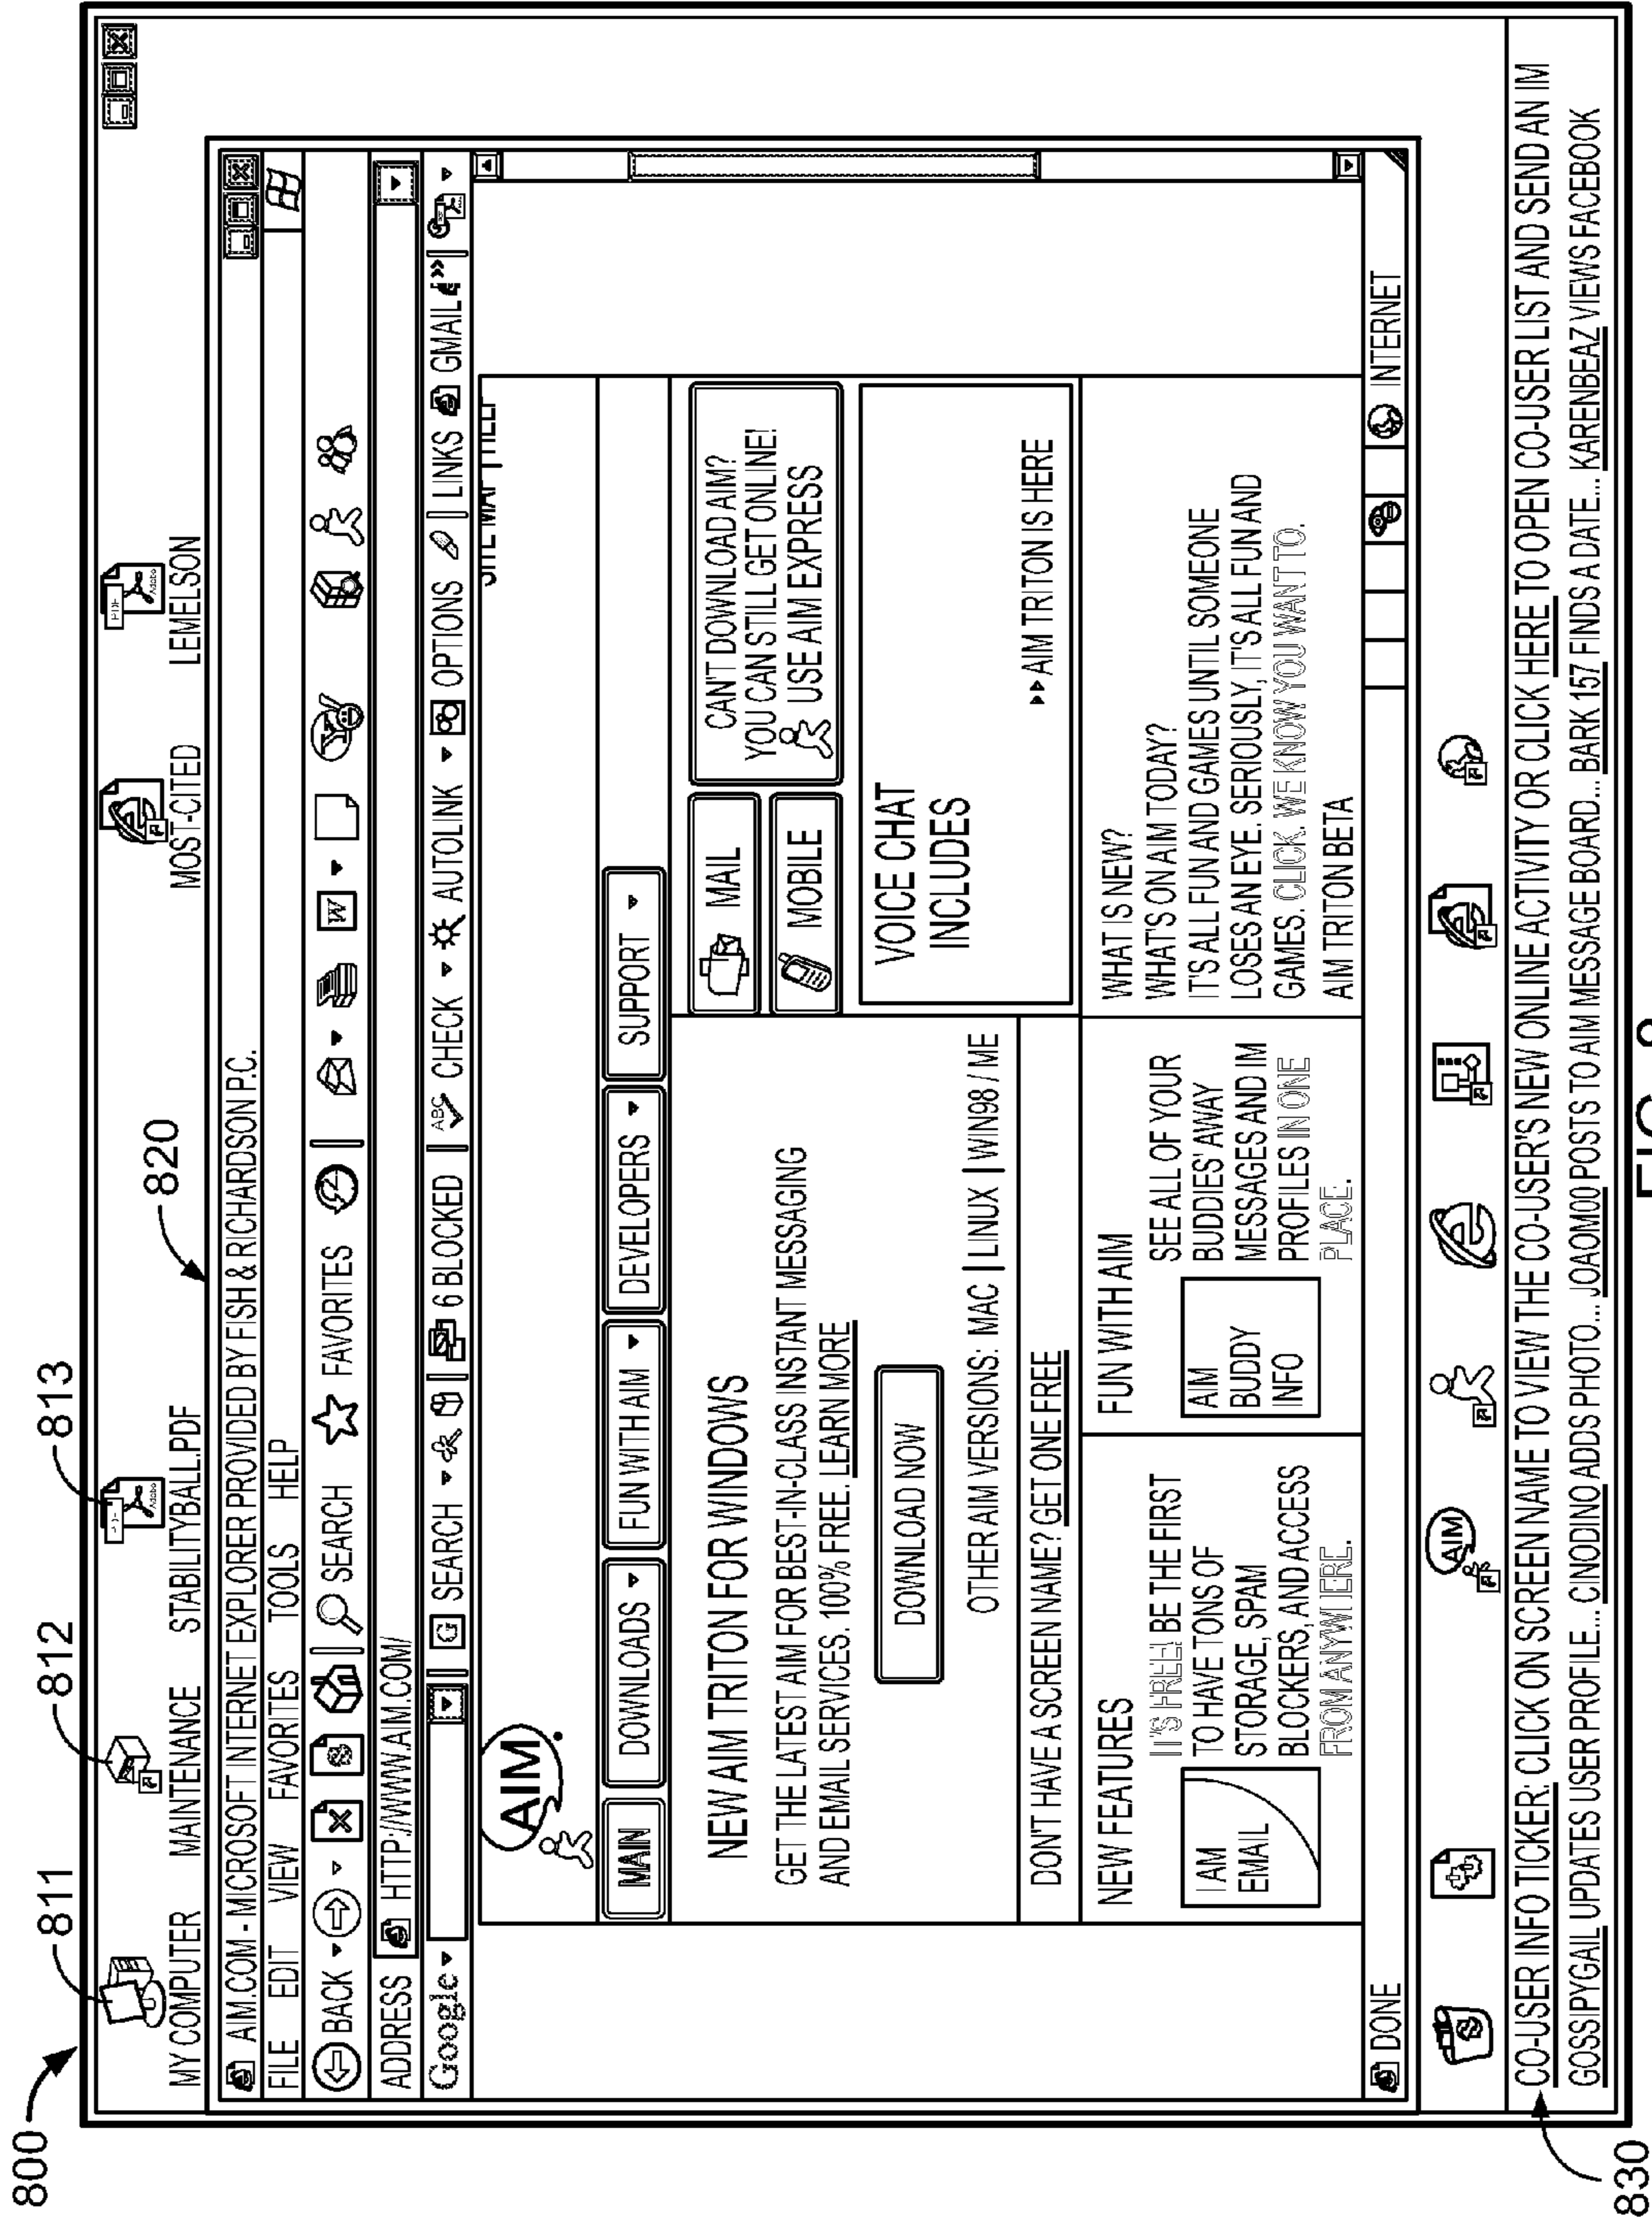 800
811
812
813
MY COMPUTER
MAINTENANCE
STABILITYBALL.PDF
MOST-CITED
LEMELSON
820
AIM.COM - MICROSOFT INTERNET EXPLORER PROVIDED BY FISH & RICHARDSON P.C.
FILE EDIT VIEW FAVORITES TOOLS HELP
BACK SEARCH FAVORITES W
ADDRESS HTTP://WWW.AIM.COM/
Google G SEARCH 6 BLOCKED ABC CHECK AUTOLINK OPTIONS LINKS GMAIL »
SITE MAP | HELP
AIM
MAIN DOWNLOADS FUN WITH AIM DEVELOPERS SUPPORT
NEW AIM TRITON FOR WINDOWS
GET THE LATEST AIM FOR BEST-IN-CLASS INSTANT MESSAGING
AND EMAIL SERVICES. 100% FREE. LEARN MORE
DOWNLOAD NOW
OTHER AIM VERSIONS: MAC | LINUX | WIN98 / ME
DON'T HAVE A SCREEN NAME? GET ONE FREE
MAIL
MOBILE
CAN'T DOWNLOAD AIM?
YOU CAN STILL GET ONLINE!
USE AIM EXPRESS
VOICE CHAT
INCLUDES
AIM TRITON IS HERE
NEW FEATURES
I AM
EMAIL
IT'S FREE! BE THE FIRST
TO HAVE TONS OF
STORAGE, SPAM
BLOCKERS, AND ACCESS
FROM ANYWHERE.
FUN WITH AIM
AIM
BUDDY
INFO
SEE ALL OF YOUR
BUDDIES' AWAY
MESSAGES AND IM
PROFILES IN ONE
PLACE.
WHAT IS NEW?
WHAT'S ON AIM TODAY?
IT'S ALL FUN AND GAMES UNTIL SOMEONE
LOSES AN EYE. SERIOUSLY, IT'S ALL FUN AND
GAMES. CLICK. WE KNOW YOU WANT TO.
AIM TRITON BETA
DONE INTERNET
AIM
CO-USER INFO TICKER: CLICK ON SCREEN NAME TO VIEW THE CO-USER'S NEW ONLINE ACTIVITY OR CLICK HERE TO OPEN CO-USER LIST AND SEND AN IM
GOSSIPYGAIL UPDATES USER PROFILE... CINODINO ADDS PHOTO... JOAOM00 POSTS TO AIM MESSAGE BOARD... BARK 157 FINDS A DATE... KARENBEAZ VIEWS FACEBOOK
830